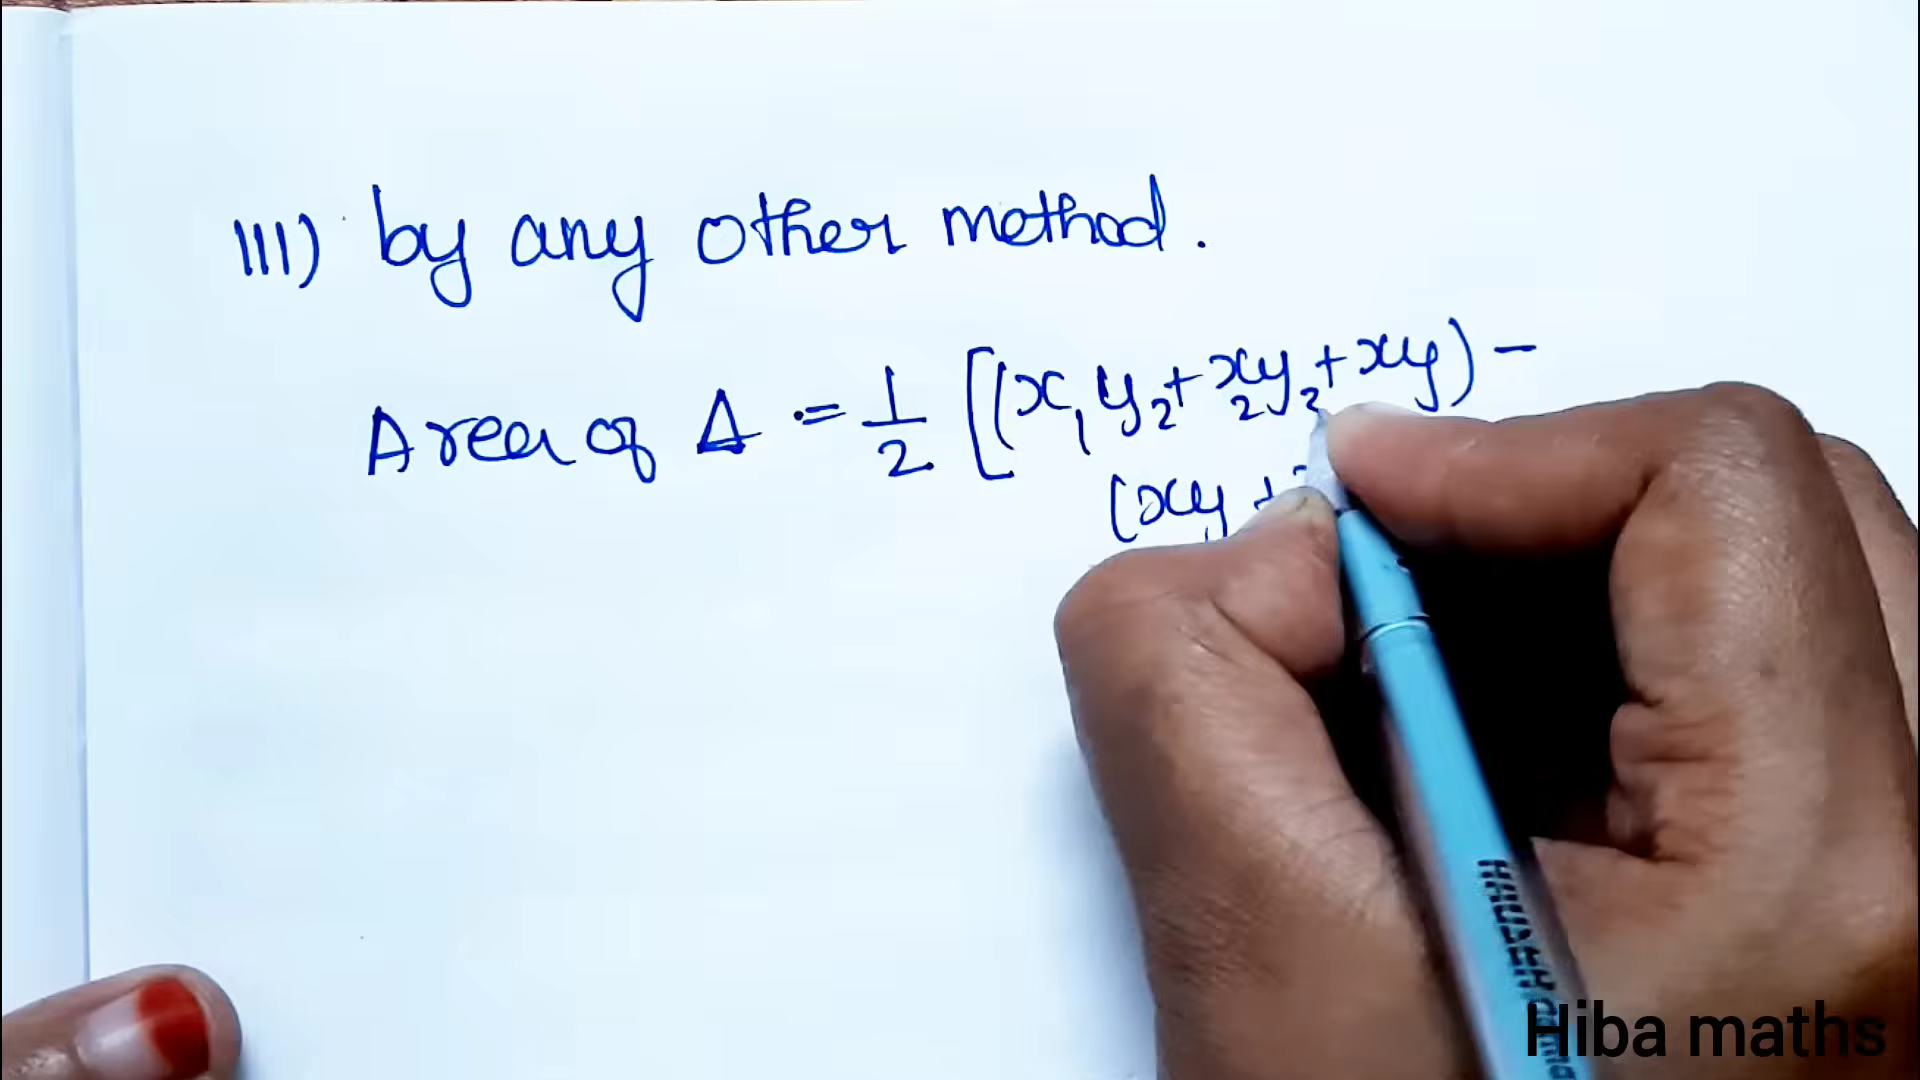 III) by any other method.
Area of Δ = 1/2 [(x₁y₂ + x₂y₃ + xy) -
(xy +
Hiba maths